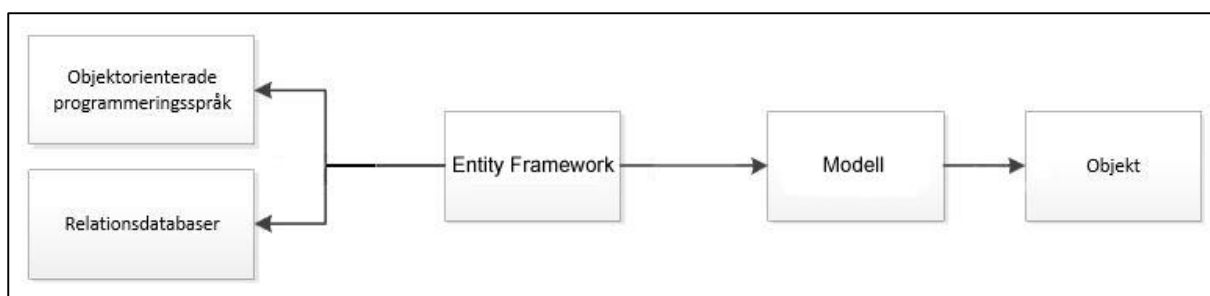 Objektorienterade
programmeringsspråk
Relationsdatabaser
Entity Framework
Modell
Objekt